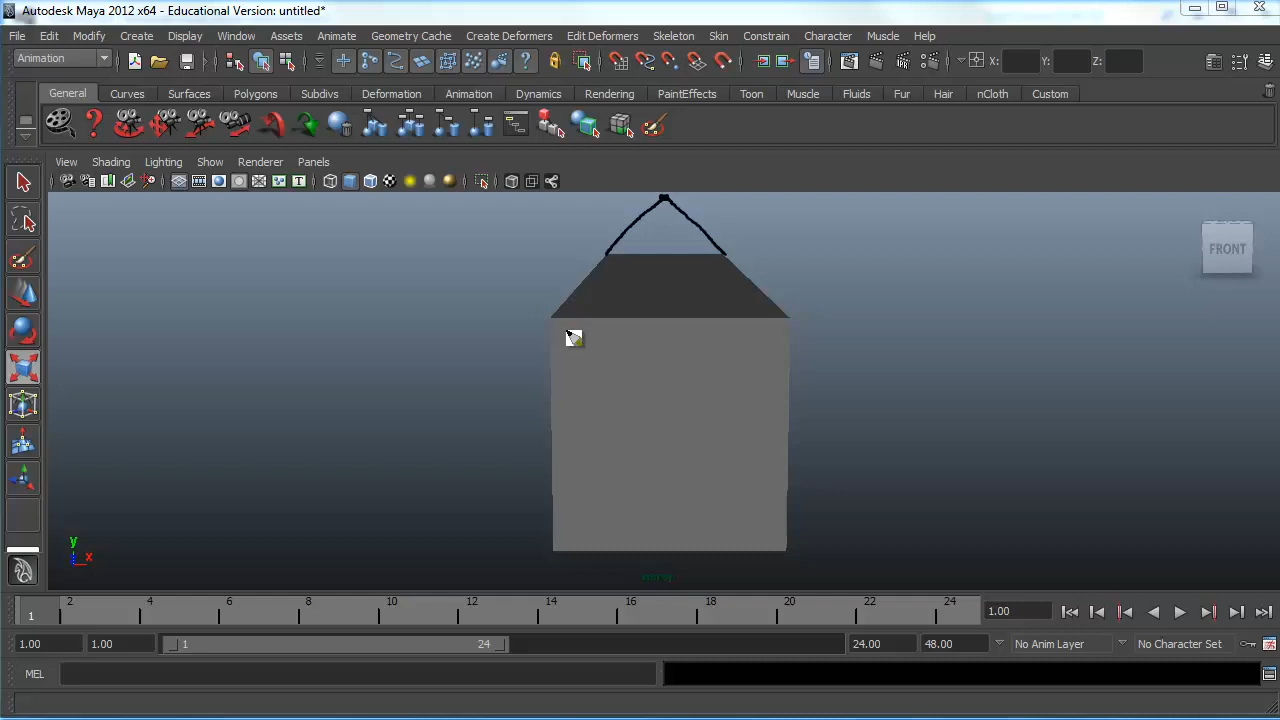 Autodesk Maya 2012 x64 - Educational Version: untitled*
File Edit Modify Create Display Window Assets Animate Geometry Cache Create Deformers Edit Deformers Skeleton Skin Constrain Character Muscle Help
Animation X: Y: Z:
General Curves Surfaces Polygons Subdivs Deformation Animation Dynamics Rendering PaintEffects Toon Muscle Fluids Fur Hair nCloth Custom
View Shading Lighting Show Renderer Panels
FRONT
y
x
persp
1 2 4 6 8 10 12 14 16 18 20 22 24 1.00
1.00 1.00 1 24 24.00 48.00 No Anim Layer No Character Set
MEL